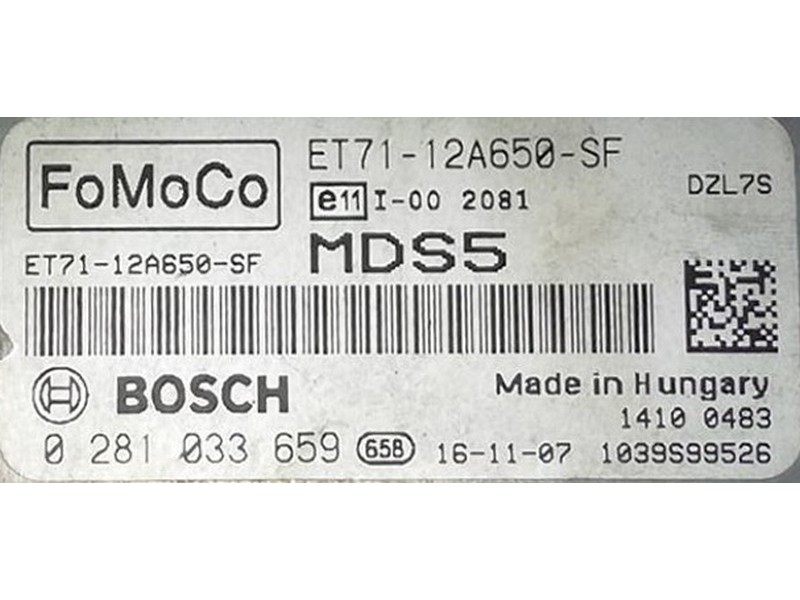 FoMoCo
ET71-12A650-SF
e11 I-00 2081
DZL7S
ET71-12A650-SF
MDS5
BOSCH
Made in Hungary
1410 0483
0 281 033 659 65B 16-11-07 1039S99526